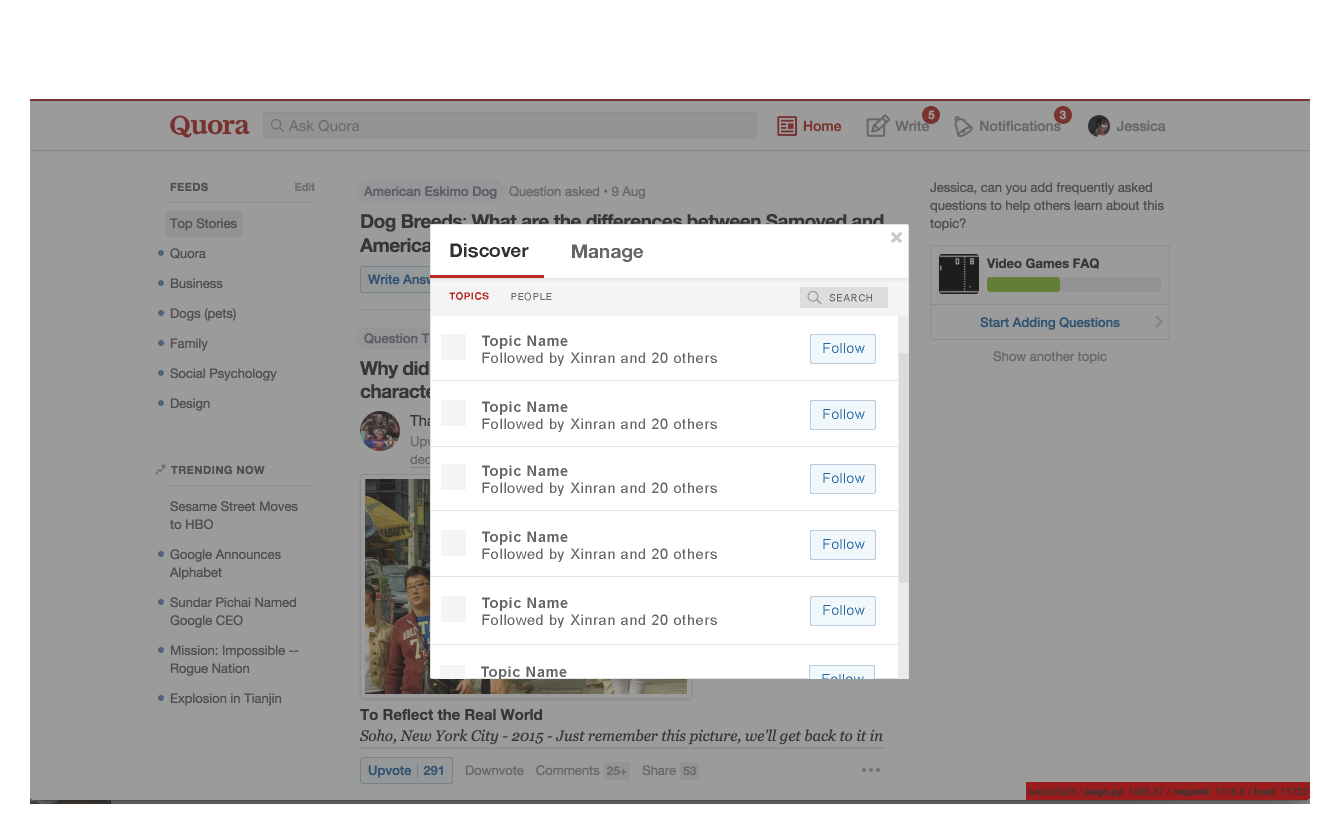 Quora
Ask Quora
Home
Write
5
Notifications
3
Jessica
FEEDS
Edit
Top Stories
Quora
Business
Dogs (pets)
Family
Social Psychology
Design
TRENDING NOW
Sesame Street Moves
to HBO
Google Announces
Alphabet
Sundar Pichai Named
Google CEO
Mission: Impossible --
Rogue Nation
Explosion in Tianjin
American Eskimo Dog Question asked • 9 Aug
Dog Breeds: What are the differences between Samoyed and
America
Write Answ
Question T
Why did
characte
Tha
Upv
dec
Discover
Manage
×
TOPICS
PEOPLE
SEARCH
Topic Name
Followed by Xinran and 20 others
Follow
Topic Name
Followed by Xinran and 20 others
Follow
Topic Name
Followed by Xinran and 20 others
Follow
Topic Name
Followed by Xinran and 20 others
Follow
Topic Name
Followed by Xinran and 20 others
Follow
Topic Name
Follow
To Reflect the Real World
Soho, New York City - 2015 - Just remember this picture, we'll get back to it in
Upvote 291 Downvote Comments 25+ Share 53
Jessica, can you add frequently asked
questions to help others learn about this
topic?
Video Games FAQ
Start Adding Questions
Show another topic